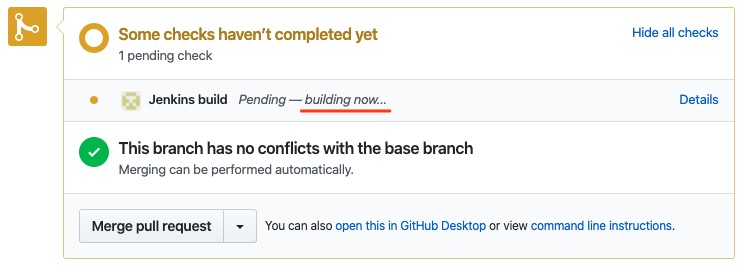 Some checks haven’t completed yet
Hide all checks
1 pending check
Jenkins build Pending — building now...
Details
This branch has no conflicts with the base branch
Merging can be performed automatically.
Merge pull request
You can also open this in GitHub Desktop or view command line instructions.